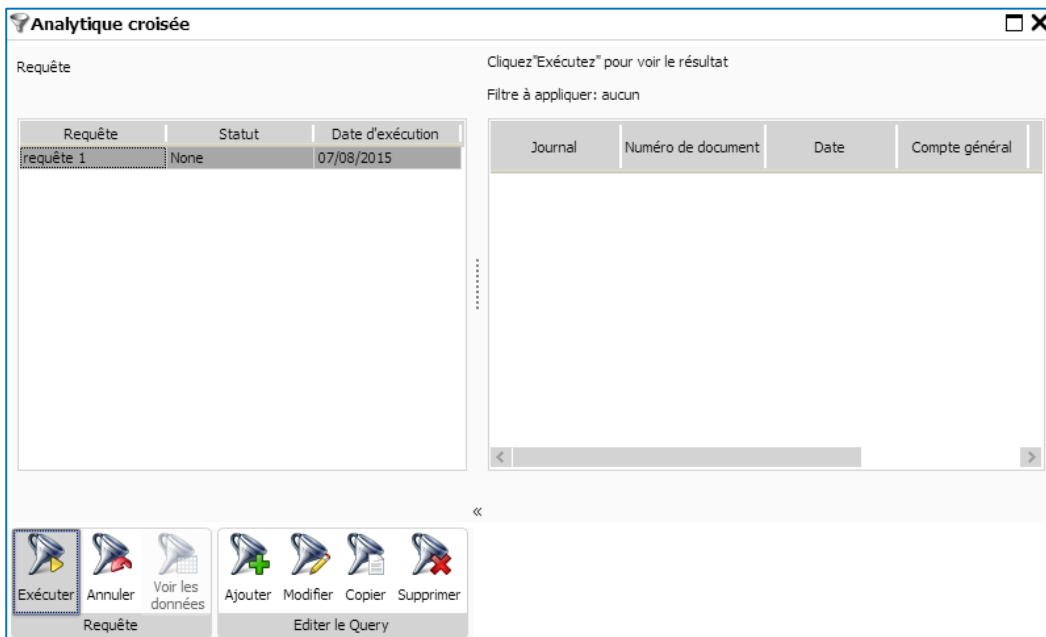 Analytique croisée
Requête
Cliquez"Exécutez" pour voir le résultat
Filtre à appliquer: aucun
Requête Statut Date d'exécution
requête 1 None 07/08/2015
Journal Numéro de document Date Compte général
Exécuter Annuler Voir les données
Requête
Ajouter Modifier Copier Supprimer
Editer le Query